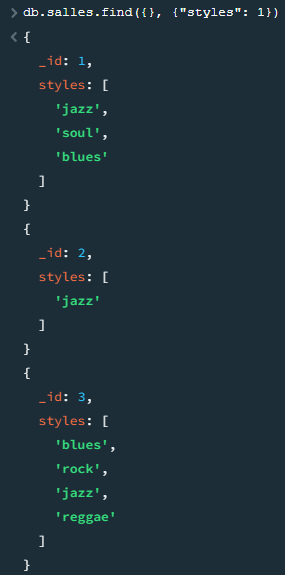 > db.salles.find({}, {"styles": 1})
< {
_id: 1,
styles: [
'jazz',
'soul',
'blues'
]
}
{
_id: 2,
styles: [
'jazz'
]
}
{
_id: 3,
styles: [
'blues',
'rock',
'jazz',
'reggae'
]
}